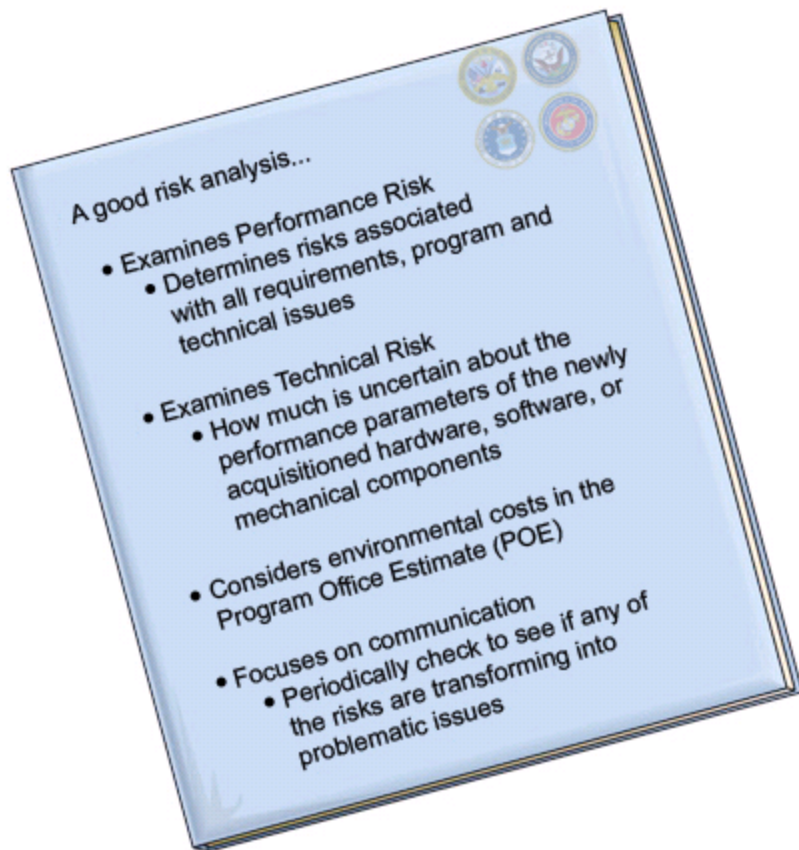 A good risk analysis...
• Examines Performance Risk
• Determines risks associated
with all requirements, program and
technical issues
• Examines Technical Risk
• How much is uncertain about the
performance parameters of the newly
acquisitioned hardware, software, or
mechanical components
• Considers environmental costs in the
Program Office Estimate (POE)
• Focuses on communication
• Periodically check to see if any of
the risks are transforming into
problematic issues